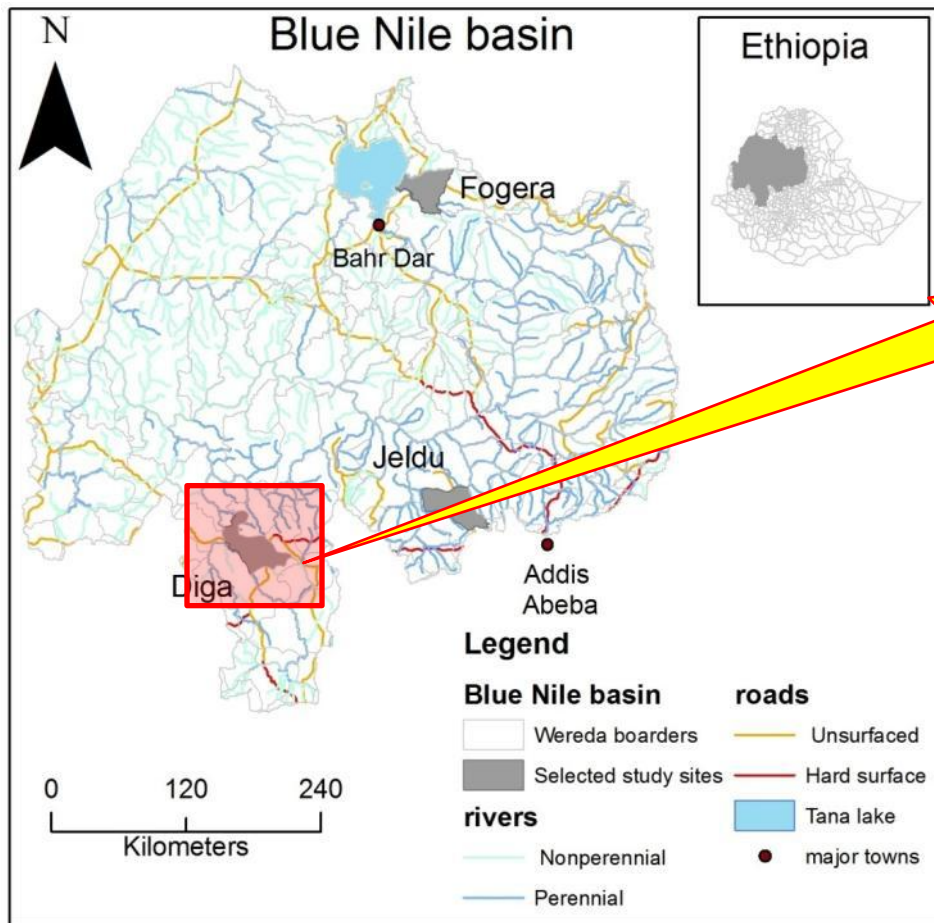 N
Blue Nile basin
Ethiopia
Fogera
Bahr Dar
Jeldu
Diga
Addis
Abeba
Legend
Blue Nile basin
Wereda boarders
Selected study sites
rivers
Nonperennial
Perennial
roads
Unsurfaced
Hard surface
Tana lake
major towns
0 120 240
Kilometers